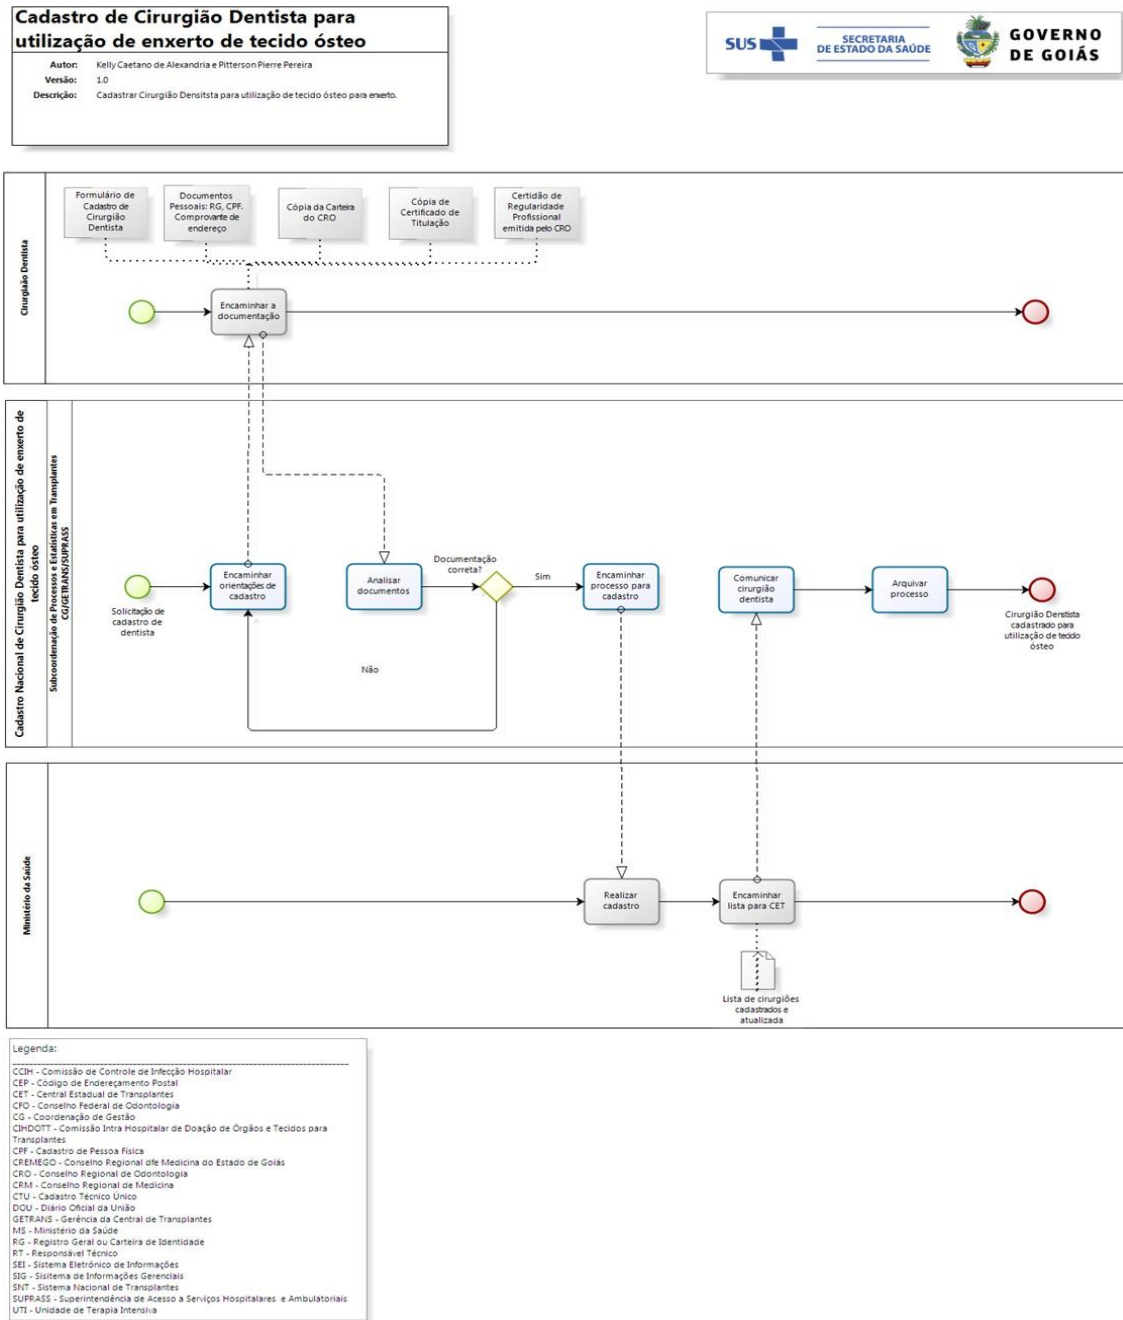 Cadastro de Cirurgião Dentista para
utilização de enxerto de tecido ósteo
Autor: Kelly Caetano de Alexandria e Pitterson Pierre Pereira
Versão: 1.0
Descrição: Cadastrar Cirurgião Densitsta para utilização de tecido ósteo para enxerto.
SUS
SECRETARIA
DE ESTADO DA SAÚDE
GOVERNO
DE GOIÁS
Cirurgiaão Dentista
Formulário de
Cadastro de
Cirurgião
Dentista
Documentos
Pessoais: RG, CPF.
Comprovante de
endereço
Cópia da Carteira
do CRO
Cópia de
Certificado de
Titulação
Certidão de
Regularidade
Profissional
emitida pelo CRO
Encaminhar a
documentação
Cadastro Nacional de Cirurgião Dentista para utilização de enxerto de
tecido ósteo
Subcoordenação de Processos e Estatísticas em Transplantes
CG/GETRANS/SUPRASS
Solicitação de
cadastro de
dentista
Encaminhar
orientações de
cadastro
Analisar
documentos
Documentação
correta?
Sim
Não
Encaminhar
processo para
cadastro
Comunicar
cirurgião
dentista
Arquivar
processo
Cirurgião Denstista
cadastrado para
utilização de tecido
ósteo
Ministério da Saúde
Realizar
cadastro
Encaminhar
lista para CET
Lista de cirurgiões
cadastrados e
atualizada
Legenda:
CCIH - Comissão de Controle de Infecção Hospitalar
CEP - Código de Endereçamento Postal
CET - Central Estadual de Transplantes
CFO - Conselho Federal de Odontologia
CG - Coordenação de Gestão
CIHDOTT - Comissão Intra Hospitalar de Doação de Órgãos e Tecidos para
Transplantes
CPF - Cadastro de Pessoa Física
CREMEGO - Conselho Regional dfe Medicina do Estado de Goiás
CRO - Conselho Regional de Odontologia
CRM - Conselho Regional de Medicina
CTU - Cadastro Técnico Único
DOU - Diário Oficial da União
GETRANS - Gerência da Central de Transplantes
MS - Ministério da Saúde
RG - Registro Geral ou Carteira de Identidade
RT - Responsável Técnico
SEI - Sistema Eletrônico de Informações
SIG - Sisitema de Informações Gerenciais
SNT - Sistema Nacional de Transplantes
SUPRASS - Superintendência de Acesso a Serviços Hospitalares e Ambulatoriais
UTI - Unidade de Terapia Intensiva